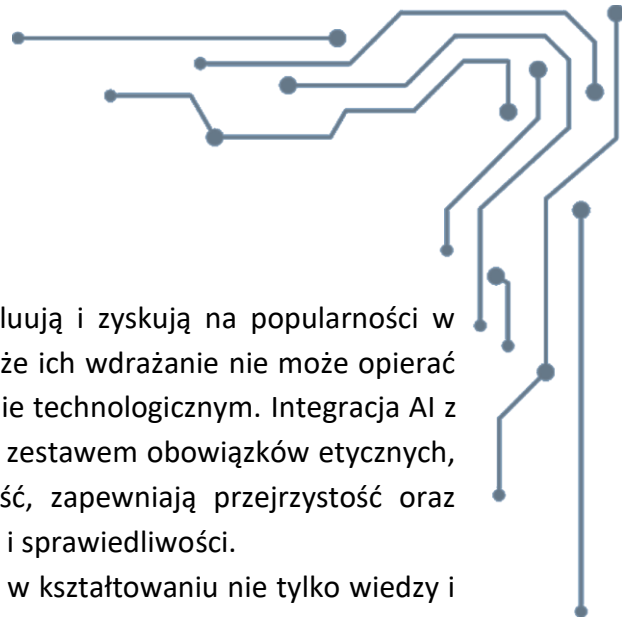 luują i zyskują na popularności w
że ich wdrażanie nie może opierać
ie technologicznym. Integracja AI z
zestawem obowiązków etycznych,
ść, zapewniają przejrzystość oraz
i sprawiedliwości.
w kształtowaniu nie tylko wiedzy i